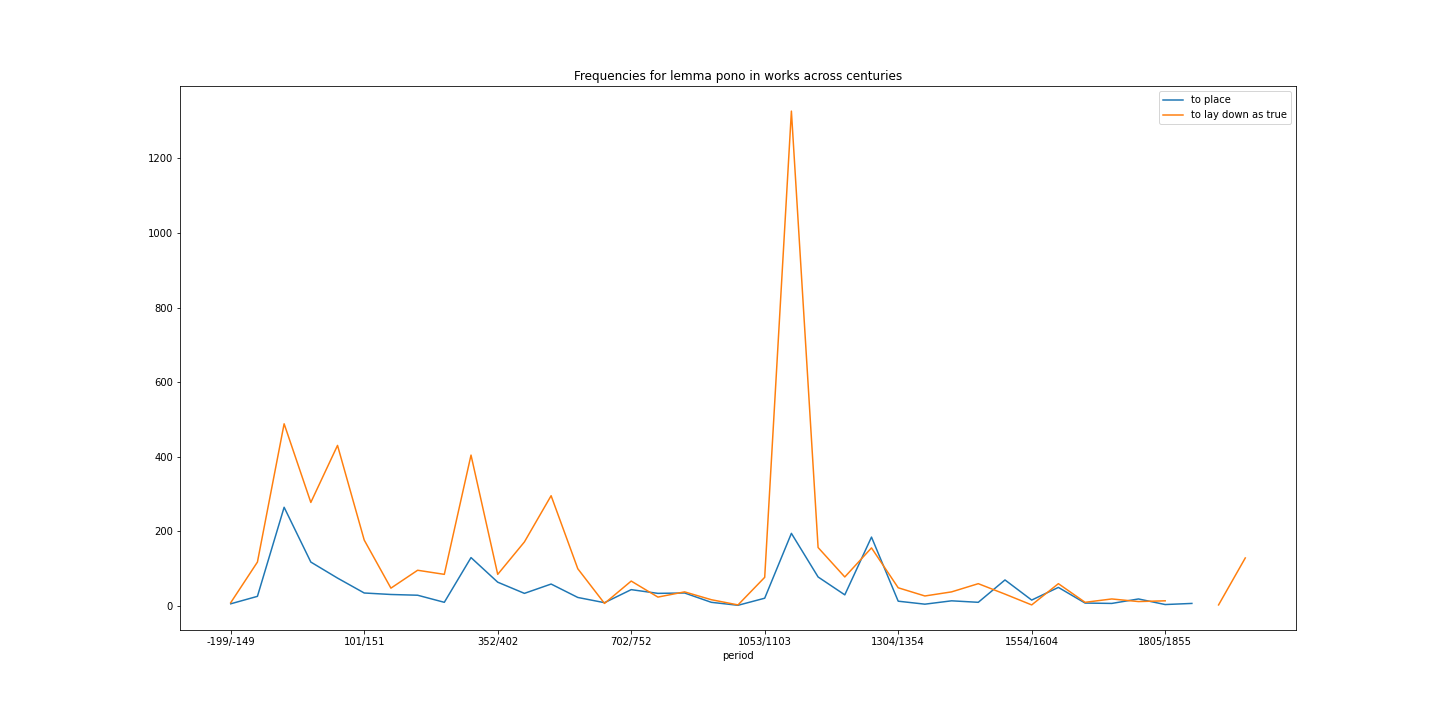 Frequencies for lemma pono in works across centuries
to place
to lay down as true
1200
1000
800
600
400
200
0
-199/-149 101/151 352/402 702/752 1053/1103 1304/1354 1554/1604 1805/1855
period